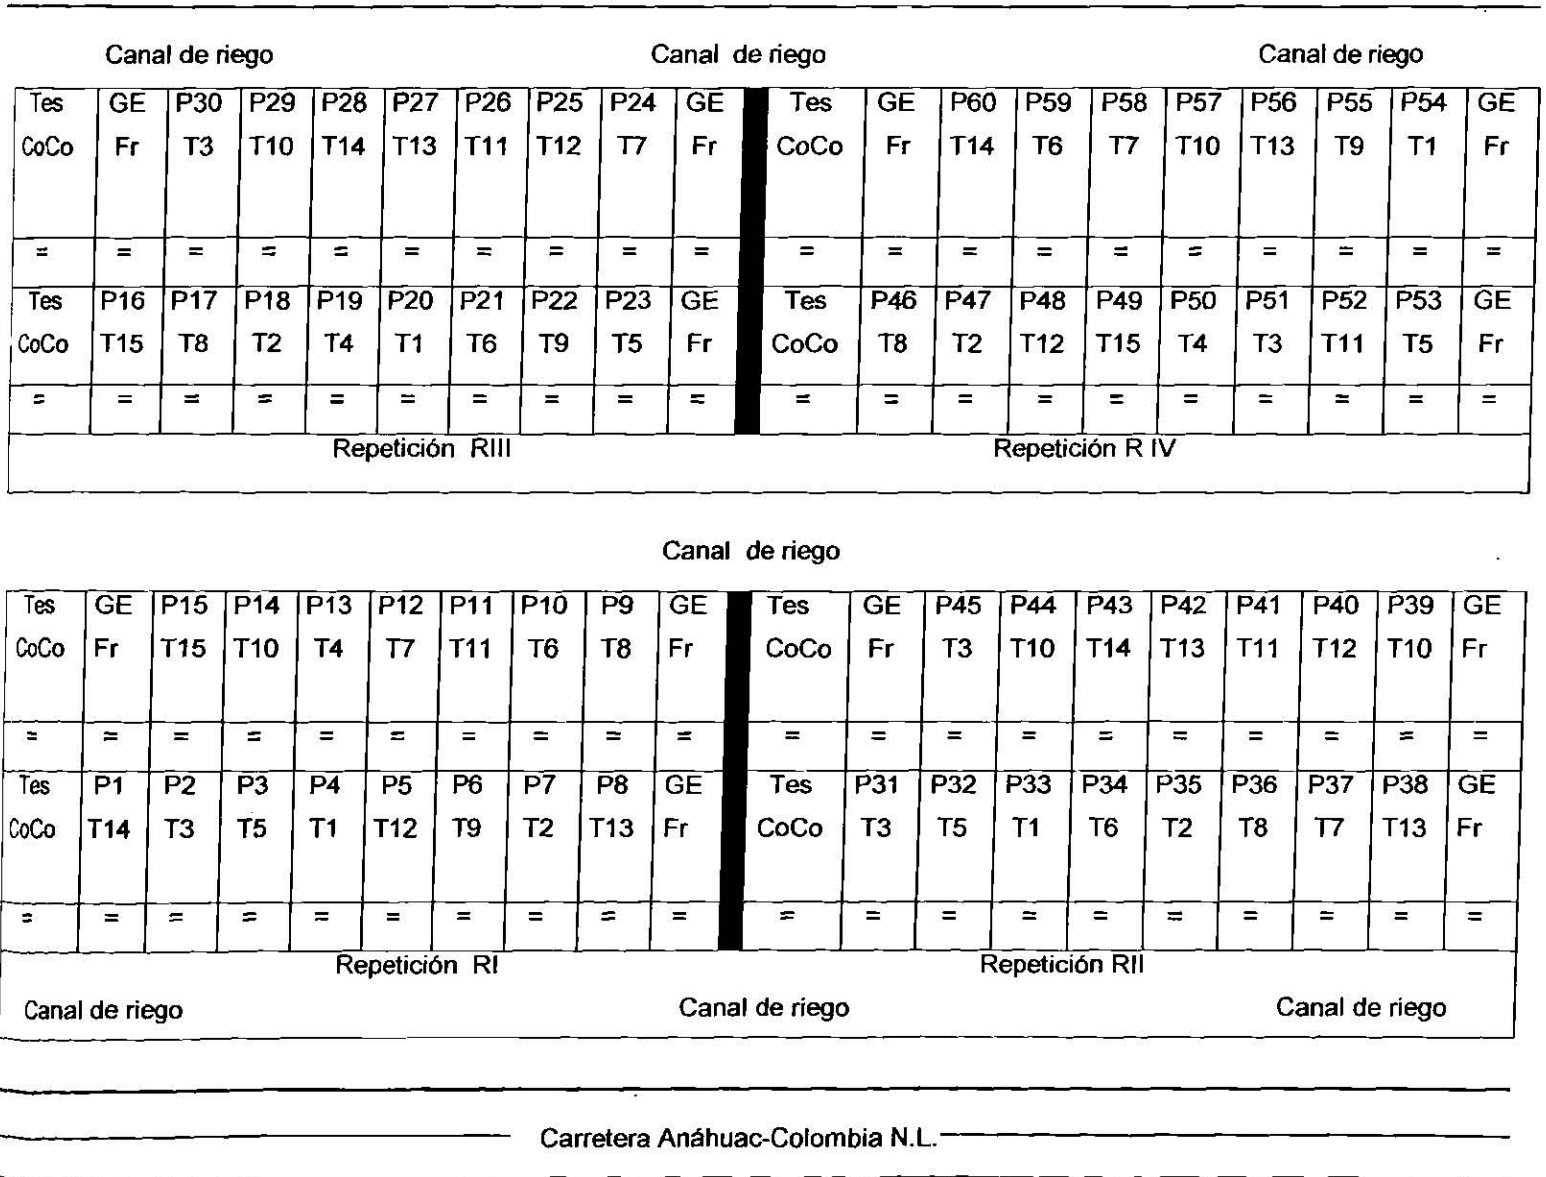 Canal de riego Canal de riego Canal de riego
Tes GE P30 P29 P28 P27 P26 P25 P24 GE Tes GE P60 P59 P58 P57 P56 P55 P54 GE
CoCo Fr T3 T10 T14 T13 T11 T12 T7 Fr CoCo Fr T14 T6 T7 T10 T13 T9 T1 Fr
= = = = = = = = = = = = = = = = = = = =
Tes P16 P17 P18 P19 P20 P21 P22 P23 GE Tes P46 P47 P48 P49 P50 P51 P52 P53 GE
CoCo T15 T8 T2 T4 T1 T6 T9 T5 Fr CoCo T8 T2 T12 T15 T4 T3 T11 T5 Fr
= = = = = = = = = = = = = = = = = = = =
Repetición RIII Repetición R IV
Canal de riego
Tes GE P15 P14 P13 P12 P11 P10 P9 GE Tes GE P45 P44 P43 P42 P41 P40 P39 GE
CoCo Fr T15 T10 T4 T7 T11 T6 T8 Fr CoCo Fr T3 T10 T14 T13 T11 T12 T10 Fr
= = = = = = = = = = = = = = = = = = = =
Tes P1 P2 P3 P4 P5 P6 P7 P8 GE Tes P31 P32 P33 P34 P35 P36 P37 P38 GE
CoCo T14 T3 T5 T1 T12 T9 T2 T13 Fr CoCo T3 T5 T1 T6 T2 T8 T7 T13 Fr
= = = = = = = = = = = = = = = = = = = =
Repetición RI Repetición RII
Canal de riego Canal de riego Canal de riego
Carretera Anáhuac-Colombia N.L.